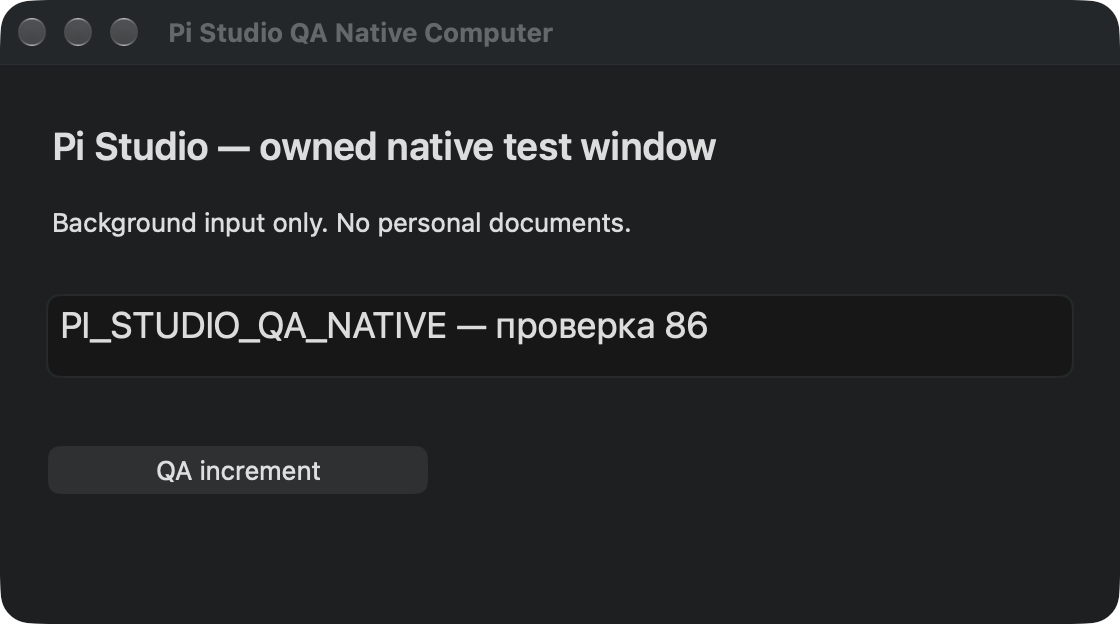 Pi Studio QA Native Computer
Pi Studio — owned native test window
Background input only. No personal documents.
PI_STUDIO_QA_NATIVE — проверка 86
QA increment